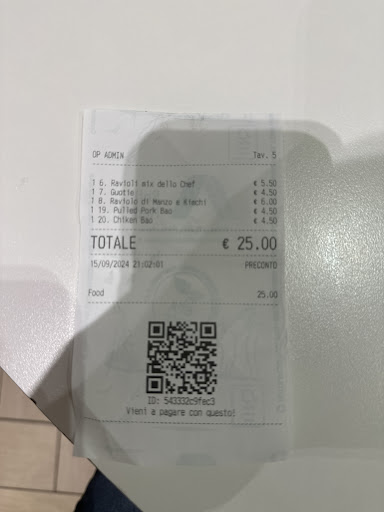 OP ADMIN Tav. 5
1 6. Ravioli mix dello Chef € 5.50
1 7. Guotie € 4.50
1 8. Raviolo di Manzo e Kimchi € 6.00
1 19. Pulled Pork Bao € 4.50
1 20. Chiken Bao € 4.50
TOTALE € 25.00
15/09/2024 21:02:01 PRECONTO
Food 25.00
ID: 543332c9fec3
Vieni a pagare con questo!